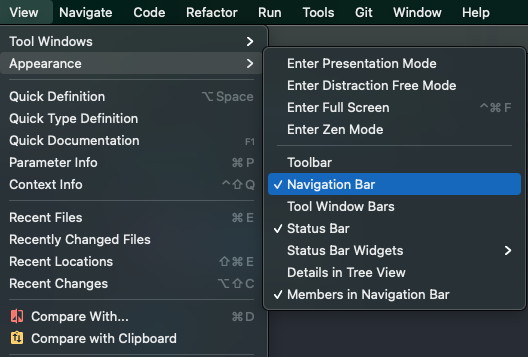 View Navigate Code Refactor Run Tools Git Window Help
Tool Windows
Appearance
Quick Definition ⌥Space
Quick Type Definition
Quick Documentation F1
Parameter Info ⌘P
Context Info ^⇧Q
Recent Files ⌘E
Recently Changed Files
Recent Locations ⇧⌘E
Recent Changes ⌥⇧C
Compare With... ⌘D
Compare with Clipboard
Enter Presentation Mode
Enter Distraction Free Mode
Enter Full Screen ^⌘F
Enter Zen Mode
Toolbar
✓ Navigation Bar
Tool Window Bars
✓ Status Bar
Status Bar Widgets
Details in Tree View
✓ Members in Navigation Bar